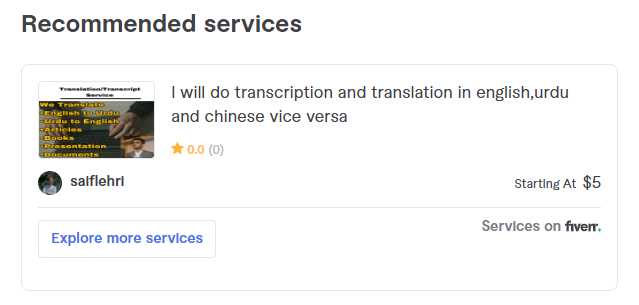 Recommended services
Translation/Transcript
Service
We Translate
-English to Urdu
-Urdu to English
-Articles
-Books
-Presentation
-Documents
I will do transcription and translation in english,urdu
and chinese vice versa
0.0 (0)
saiflehri
Starting At $5
Explore more services
Services on fiverr.